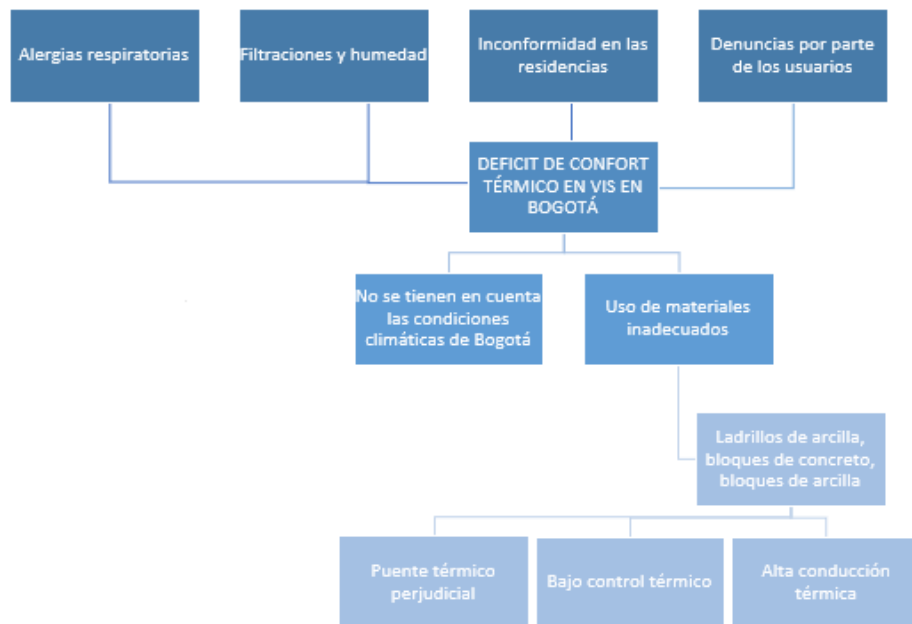 Alergias respiratorias
Filtraciones y humedad
Inconformidad en las
residencias
Denuncias por parte
de los usuarios
DEFICIT DE CONFORT
TÉRMICO EN VIS EN
BOGOTÁ
No se tienen en cuenta
las condiciones
climáticas de Bogotá
Uso de materiales
inadecuados
Ladrillos de arcilla,
bloques de concreto,
bloques de arcilla
Puente térmico
perjudicial
Bajo control térmico
Alta conducción
térmica